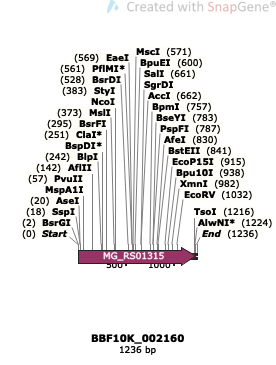 Created with SnapGene®
(569) EaeI
MscI (571)
(561) PflMI*
BpuEI (600)
(528) BsrDI
SalI (661)
(383) StyI
SgrDI
NcoI
AccI (662)
(373) MslI
BpmI (757)
(295) BsrFI
BseYI (783)
(251) ClaI*
PspFI (787)
BspDI*
AfeI (830)
(242) BlpI
BstEII (841)
(142) AflII
EcoP15I (915)
(57) PvuII
Bpu10I (938)
MspA1I
XmnI (982)
(20) AseI
EcoRV (1032)
(18) SspI
TsoI (1216)
(2) BsrGI
AlwNI* (1224)
(0) Start
End (1236)
MG_RS01315
500
1000
BBF10K_002160
1236 bp